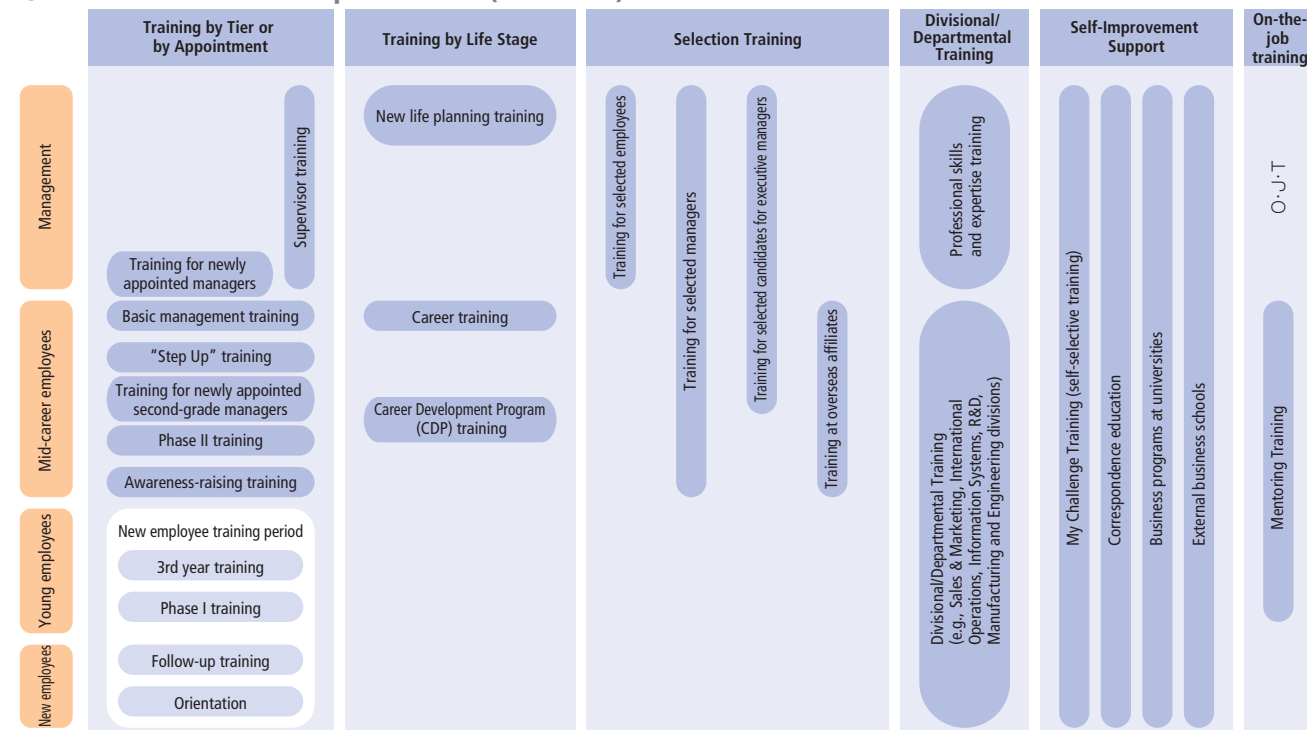 Training by Tier or
by Appointment
Training by Life Stage
Selection Training
Divisional/
Departmental
Training
Self-Improvement
Support
On-the-
job
training
Management
Mid-career employees
Young employees
New employees
Supervisor training
Training for newly
appointed managers
Basic management training
“Step Up” training
Training for newly appointed
second-grade managers
Phase II training
Awareness-raising training
New employee training period
3rd year training
Phase I training
Follow-up training
Orientation
New life planning training
Career training
Career Development Program
(CDP) training
Training for selected employees
Training for selected managers
Training for selected candidates for executive managers
Training at overseas affiliates
Professional skills
and expertise training
Divisional/Departmental Training
(e.g., Sales & Marketing, International
Operations, Information Systems, R&D,
Manufacturing and Engineering divisions)
My Challenge Training (self-selective training)
Correspondence education
Business programs at universities
External business schools
O·J·T
Mentoring Training